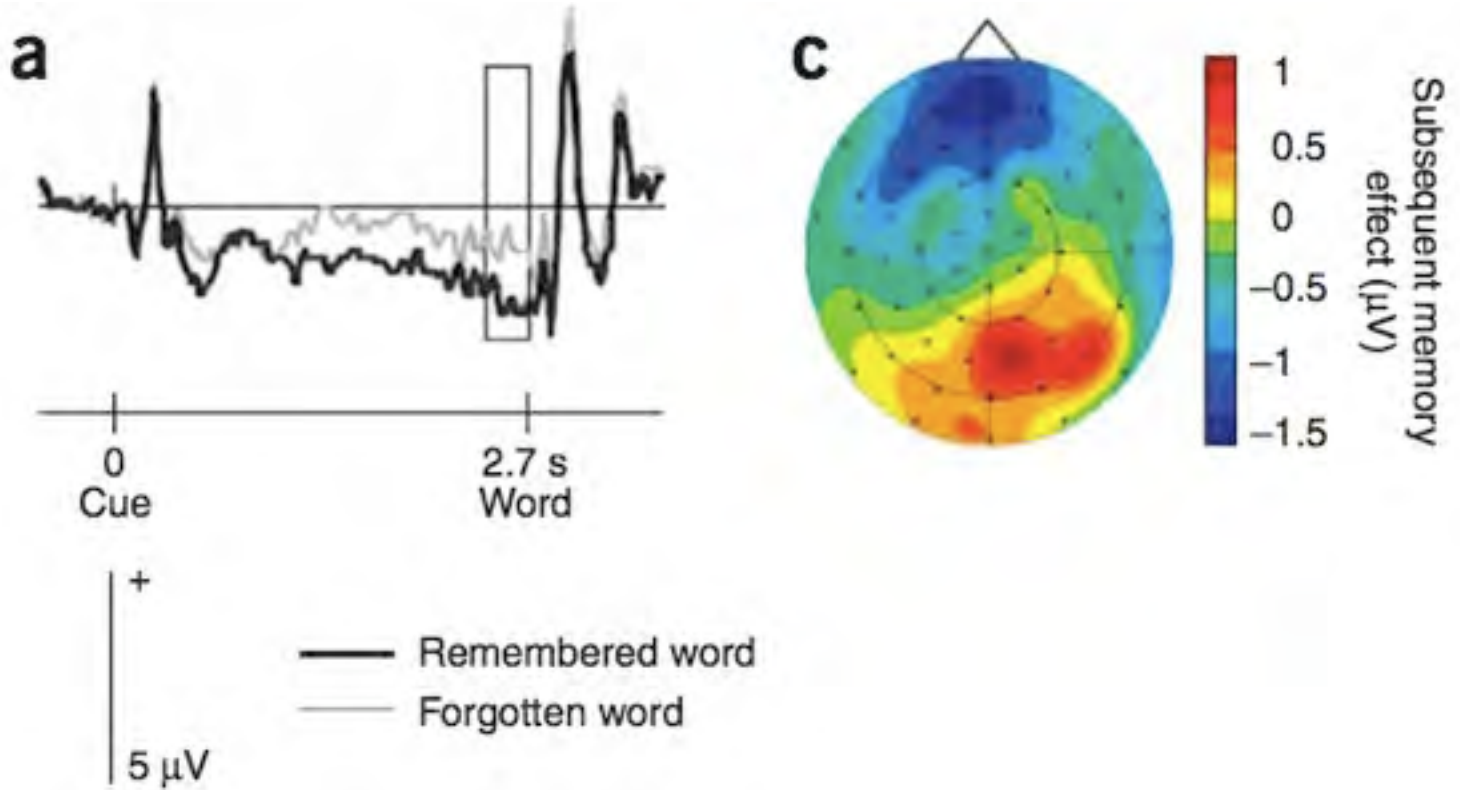 a
0
Cue
2.7 s
Word
+
5 μV
Remembered word
Forgotten word
c
1
0.5
0
−0.5
−1
−1.5
Subsequent memory
effect (μV)